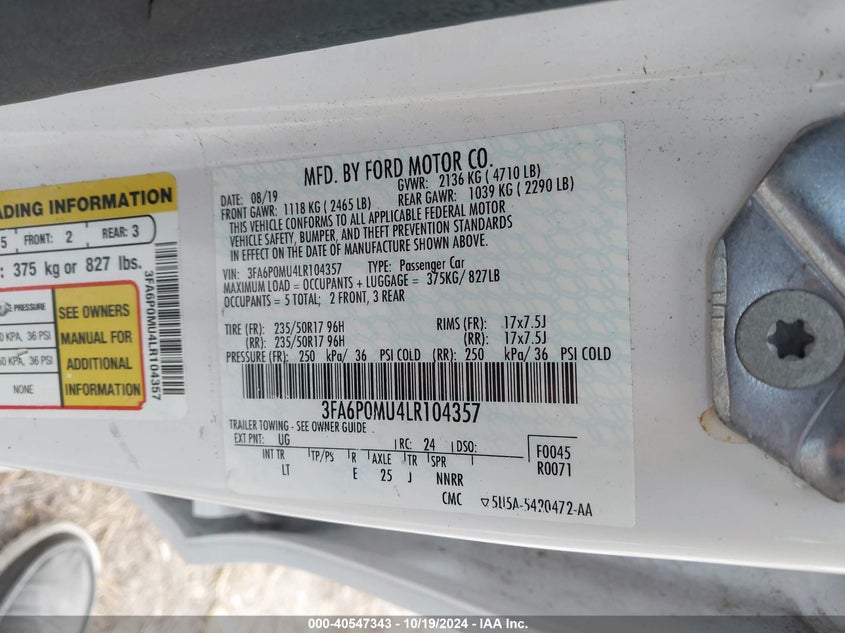 ADING INFORMATION
5 FRONT: 2 REAR: 3
: 375 kg or 827 lbs.
PRESSURE
KPA, 36 PSI
KPA, 36 PSI
NONE
SEE OWNERS
MANUAL FOR
ADDITIONAL
INFORMATION
3FA6P0MU4LR104357
MFD. BY FORD MOTOR CO.
DATE: 08/19 GVWR: 2136 KG ( 4710 LB)
FRONT GAWR: 1118 KG ( 2465 LB) REAR GAWR: 1039 KG ( 2290 LB)
THIS VEHICLE CONFORMS TO ALL APPLICABLE FEDERAL MOTOR
VEHICLE SAFETY, BUMPER, AND THEFT PREVENTION STANDARDS
IN EFFECT ON THE DATE OF MANUFACTURE SHOWN ABOVE.
VIN: 3FA6P0MU4LR104357 TYPE: Passenger Car
MAXIMUM LOAD = OCCUPANTS + LUGGAGE = 375KG/ 827LB
OCCUPANTS = 5 TOTAL; 2 FRONT, 3 REAR
TIRE (FR): 235/50R17 96H RIMS (FR): 17x7.5J
(RR): 235/50R17 96H (RR): 17x7.5J
PRESSURE (FR): 250 kPa/ 36 PSI COLD (RR): 250 kPa/ 36 PSI COLD
3FA6P0MU4LR104357
TRAILER TOWING - SEE OWNER GUIDE
EXT PNT: UG RC: 24 DSO: F0045
INT TR TP/PS R AXLE TR SPR R0071
LT E 25 J NNRR
CMC ▽5U5A-5420472-AA
000-40547343 / 10/19/2024 - IAA Inc.